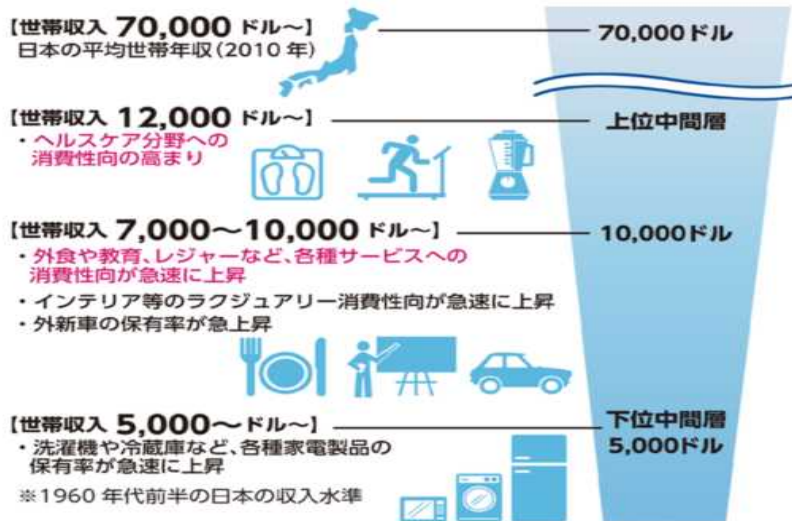 【世帯収入 70,000 ドル～】
日本の平均世帯年収(2010 年)
70,000ドル
【世帯収入 12,000 ドル～】
上位中間層
・ヘルスケア分野への
消費性向の高まり
【世帯収入 7,000～10,000 ドル～】
10,000ドル
・外食や教育、レジャーなど、各種サービスへの
消費性向が急速に上昇
・インテリア等のラクジュアリー消費性向が急速に上昇
・外新車の保有率が急上昇
【世帯収入 5,000～ドル～】
下位中間層
5,000ドル
・洗濯機や冷蔵庫など、各種家電製品の
保有率が急速に上昇
※1960 年代前半の日本の収入水準